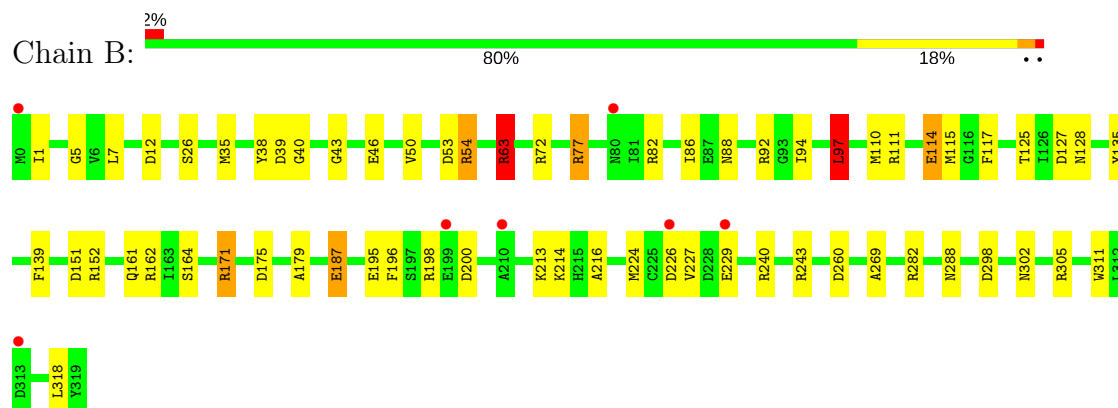 2%
Chain B:
80% 18% • •
M0 I1 G5 V6 L7 D12 S26 M35 Y38 D39 G40 G43 E46 V50 D53 R54 R63 R72 R77 N80 I81 R82 I86 E87 N88 R92 G93 I94 L97 M110 R111 E114 M115 G116 F117 T125 I126 D127 N128 Y135
F139 D151 R152 Q161 R162 I163 S164 R171 D175 A179 E187 E195 F196 S197 R198 E199 D200 A210 K213 K214 H215 A216 M224 C225 D226 V227 D228 E229 R240 R243 D260 A269 R282 N288 D298 N302 R305 W311 L312
D313 L318 Y319